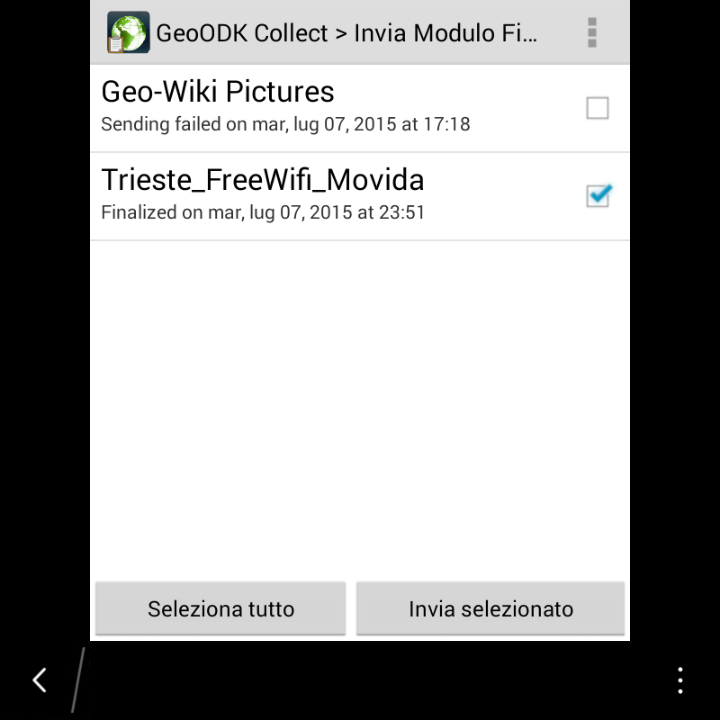 GeoODK Collect > Invia Modulo Fi...
Geo-Wiki Pictures
Sending failed on mar, lug 07, 2015 at 17:18
Trieste_FreeWifi_Movida
Finalized on mar, lug 07, 2015 at 23:51
Seleziona tutto
Invia selezionato